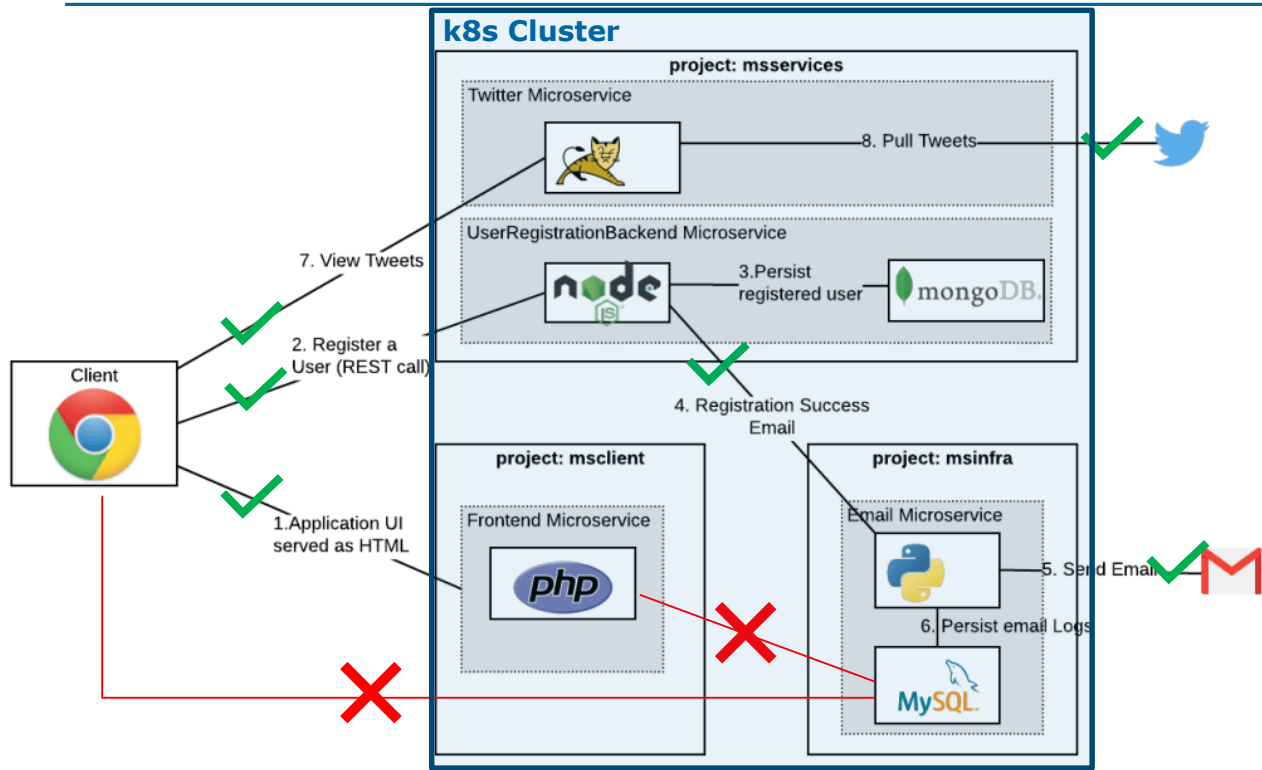 k8s Cluster
project: msservices
Twitter Microservice
8. Pull Tweets
UserRegistrationBackend Microservice
7. View Tweets
node
JS
3.Persist
registered user
mongoDB.
2. Register a
User (REST call)
Client
4. Registration Success
Email
project: msclient
project: msinfra
Frontend Microservice
Email Microservice
1.Application UI
served as HTML
php
5. Send Email
6. Persist email Logs
MySQL